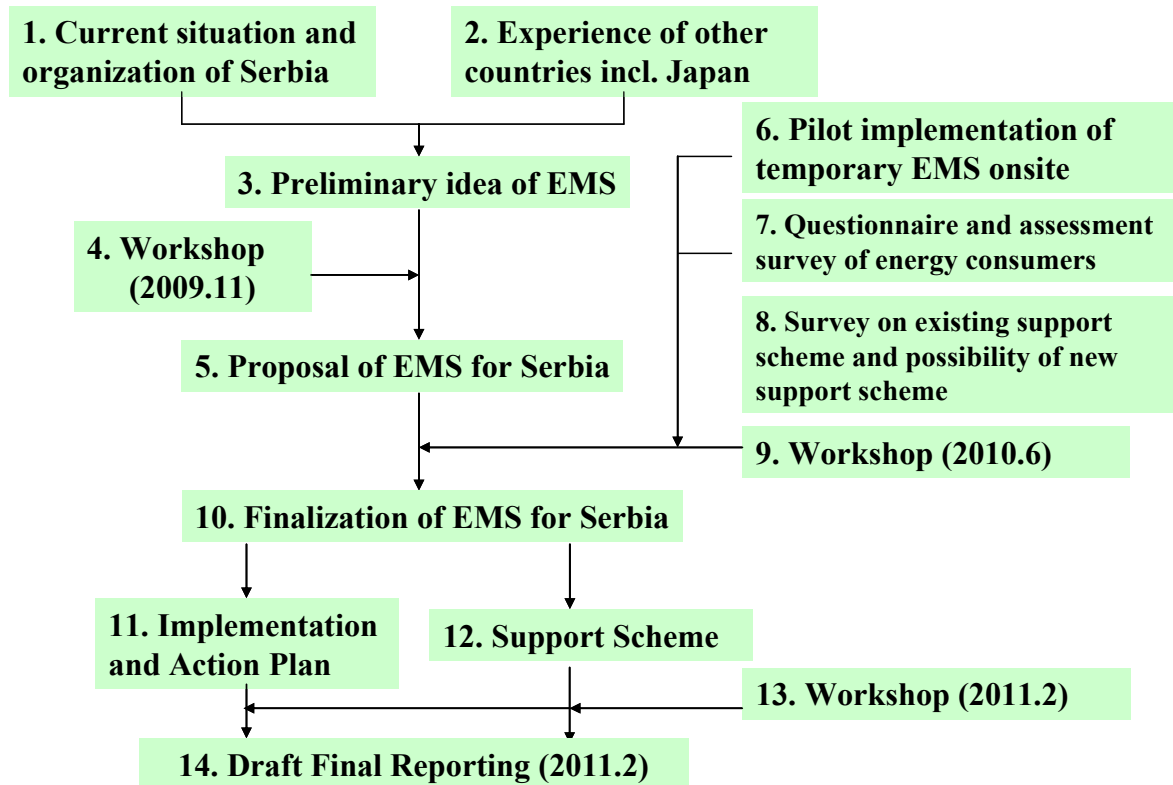 1. Current situation and
organization of Serbia
2. Experience of other
countries incl. Japan
3. Preliminary idea of EMS
4. Workshop
(2009.11)
5. Proposal of EMS for Serbia
6. Pilot implementation of
temporary EMS onsite
7. Questionnaire and assessment
survey of energy consumers
8. Survey on existing support
scheme and possibility of new
support scheme
9. Workshop (2010.6)
10. Finalization of EMS for Serbia
11. Implementation
and Action Plan
12. Support Scheme
13. Workshop (2011.2)
14. Draft Final Reporting (2011.2)